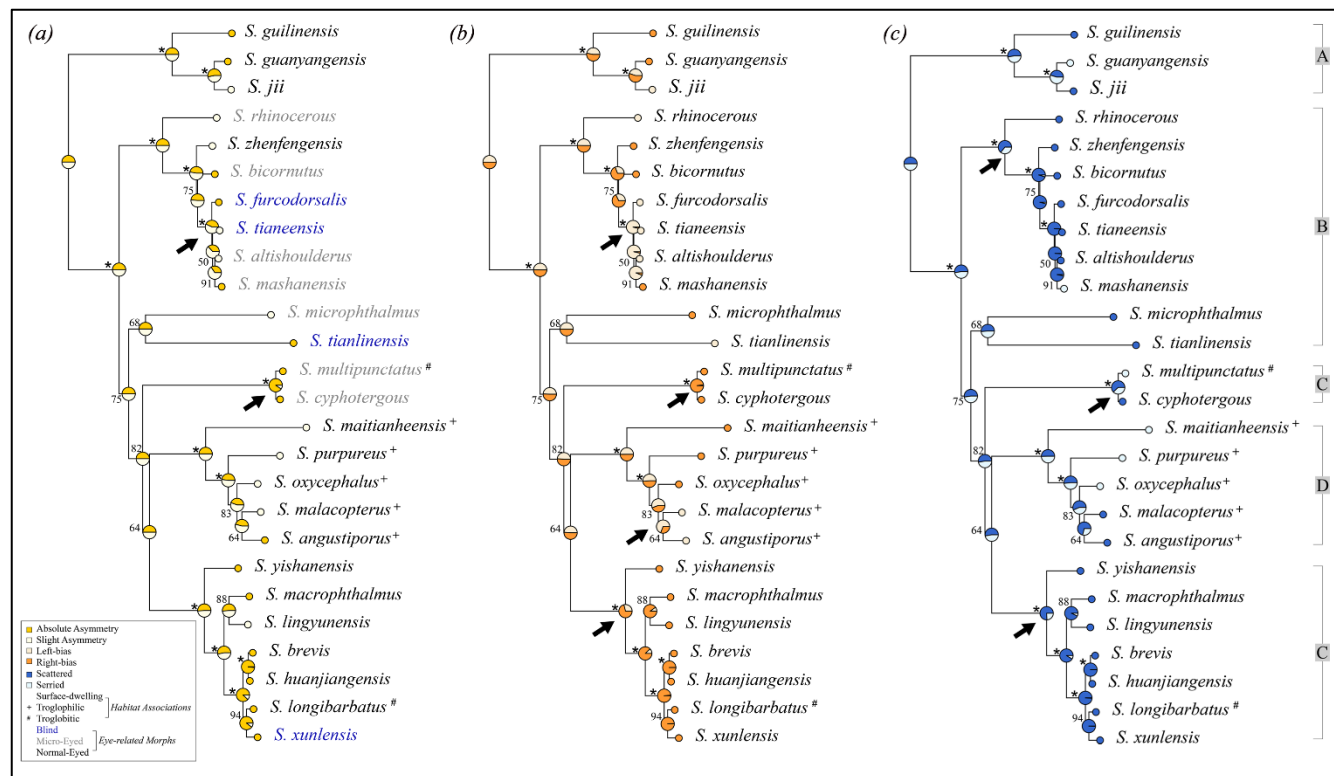 (a)
S. guilinensis
* S. guanyangensis
* S. jii
S. rhinocerous
* S. zhenfengensis
* S. bicornutus
75
S. furcodorsalis
* S. tianeensis
S. altishoulderus
50
S. mashanensis
91
S. microphthalmus
68
S. tianlinensis
S. multipunctatus #
* S. cyphotergous
75
S. maitianheensis +
82
* S. purpureus +
* S. oxycephalus +
83 S. malacopterus +
64 S. angustiporus +
64
S. yishanensis
88 S. macrophthalmus
* S. lingyunensis
* S. brevis
* S. huanjiangensis
* S. longibarbatus #
94
S. xunlensis
Absolute Asymmetry
Slight Asymmetry
Left-bias
Right-bias
Scattered
Serried
Surface-dwelling
+ Troglophilic
# Troglobitic
Habitat Associations
Blind
Micro-Eyed
Normal-Eyed
Eye-related Morphs
(b)
S. guilinensis
* S. guanyangensis
* S. jii
S. rhinocerous
* S. zhenfengensis
* S. bicornutus
75
S. furcodorsalis
* S. tianeensis
S. altishoulderus
50
S. mashanensis
91
S. microphthalmus
68
S. tianlinensis
S. multipunctatus #
* S. cyphotergous
75
S. maitianheensis +
82
* S. purpureus +
* S. oxycephalus +
83 S. malacopterus +
64 S. angustiporus +
64
S. yishanensis
88 S. macrophthalmus
* S. lingyunensis
* S. brevis
* S. huanjiangensis
* S. longibarbatus #
94
S. xunlensis
(c)
S. guilinensis
* S. guanyangensis
* S. jii
S. rhinocerous
* S. zhenfengensis
* S. bicornutus
75
S. furcodorsalis
* S. tianeensis
S. altishoulderus
50
S. mashanensis
91
S. microphthalmus
68
S. tianlinensis
S. multipunctatus #
* S. cyphotergous
75
S. maitianheensis +
82
* S. purpureus +
* S. oxycephalus +
83 S. malacopterus +
64 S. angustiporus +
64
S. yishanensis
88 S. macrophthalmus
* S. lingyunensis
* S. brevis
* S. huanjiangensis
* S. longibarbatus #
94
S. xunlensis
A
B
C
D
C